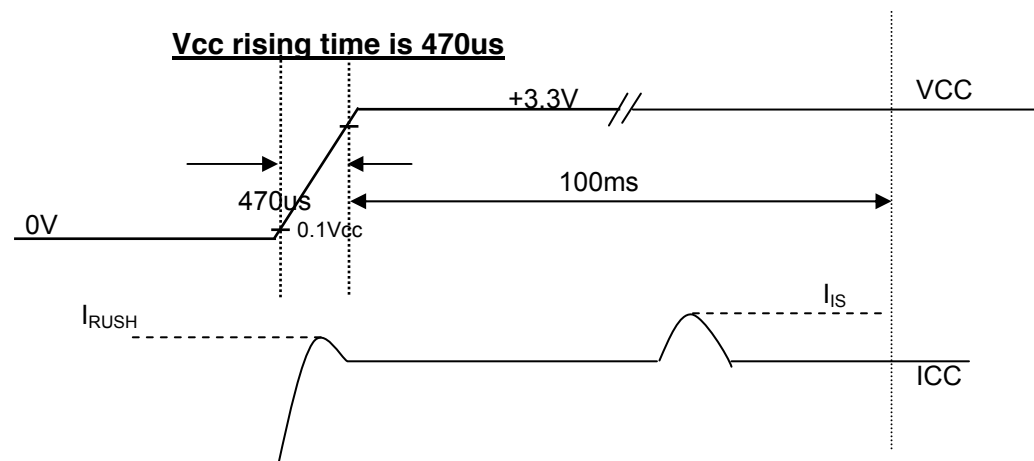 Vcc rising time is 470us
+3.3V
VCC
100ms
470us
0V
0.1Vcc
IRUSH
IIS
ICC